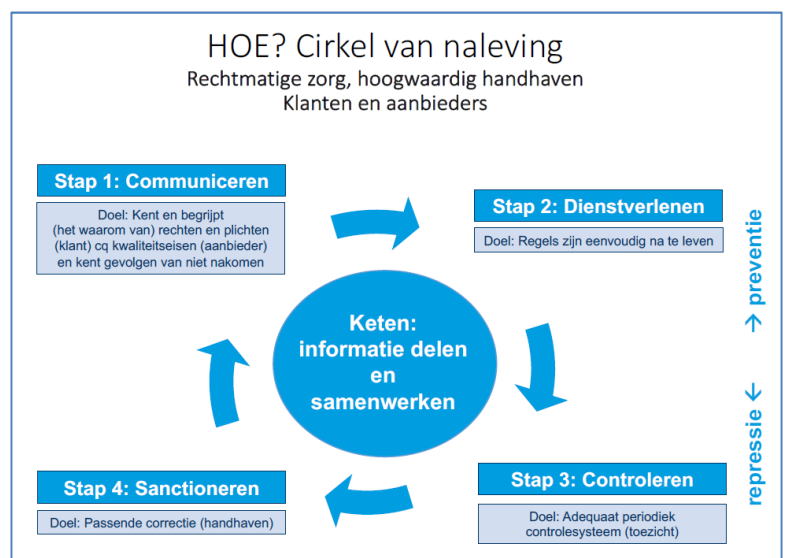 HOE? Cirkel van naleving
Rechtmatige zorg, hoogwaardig handhaven
Klanten en aanbieders
Stap 1: Communiceren
Doel: Kent en begrijpt
(het waarom van) rechten en plichten
(klant) cq kwaliteitseisen (aanbieder)
en kent gevolgen van niet nakomen
Stap 2: Dienstverlenen
Doel: Regels zijn eenvoudig na te leven
→ preventie
Keten:
informatie delen
en
samenwerken
repressie ←
Stap 4: Sanctioneren
Doel: Passende correctie (handhaven)
Stap 3: Controleren
Doel: Adequaat periodiek
controlesysteem (toezicht)